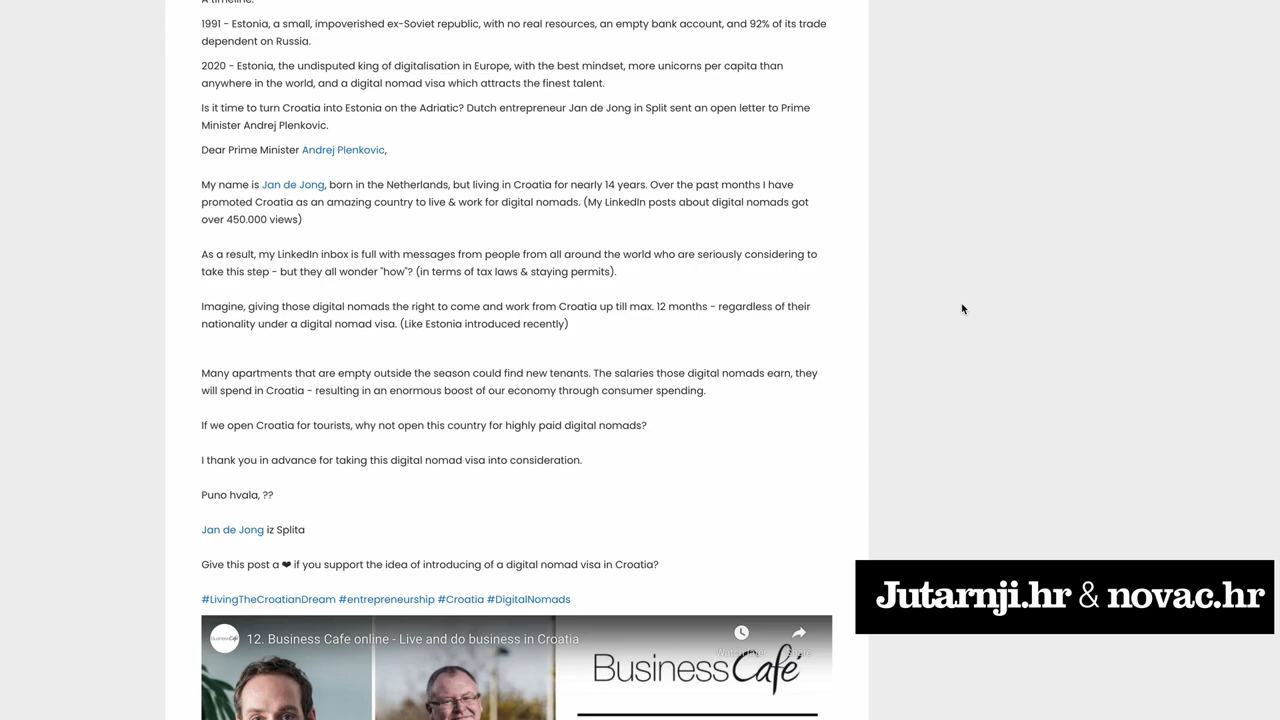 A timeline:
1991 - Estonia, a small, impoverished ex-Soviet republic, with no real resources, an empty bank account, and 92% of its trade
dependent on Russia.
2020 - Estonia, the undisputed king of digitalisation in Europe, with the best mindset, more unicorns per capita than
anywhere in the world, and a digital nomad visa which attracts the finest talent.
Is it time to turn Croatia into Estonia on the Adriatic? Dutch entrepreneur Jan de Jong in Split sent an open letter to Prime
Minister Andrej Plenkovic.
Dear Prime Minister Andrej Plenkovic,
My name is Jan de Jong, born in the Netherlands, but living in Croatia for nearly 14 years. Over the past months I have
promoted Croatia as an amazing country to live & work for digital nomads. (My LinkedIn posts about digital nomads got
over 450.000 views)
As a result, my LinkedIn inbox is full with messages from people from all around the world who are seriously considering to
take this step - but they all wonder "how"? (in terms of tax laws & staying permits).
Imagine, giving those digital nomads the right to come and work from Croatia up till max. 12 months - regardless of their
nationality under a digital nomad visa. (Like Estonia introduced recently)
Many apartments that are empty outside the season could find new tenants. The salaries those digital nomads earn, they
will spend in Croatia - resulting in an enormous boost of our economy through consumer spending.
If we open Croatia for tourists, why not open this country for highly paid digital nomads?
I thank you in advance for taking this digital nomad visa into consideration.
Puno hvala, ??
Jan de Jong iz Splita
Give this post a ❤ if you support the idea of introducing of a digital nomad visa in Croatia?
#LivingTheCroatianDream #entrepreneurship #Croatia #DigitalNomads
Jutarnji.hr & novac.hr
12. Business Cafe online - Live and do business in Croatia
Watch later
Share
BusinessCafé